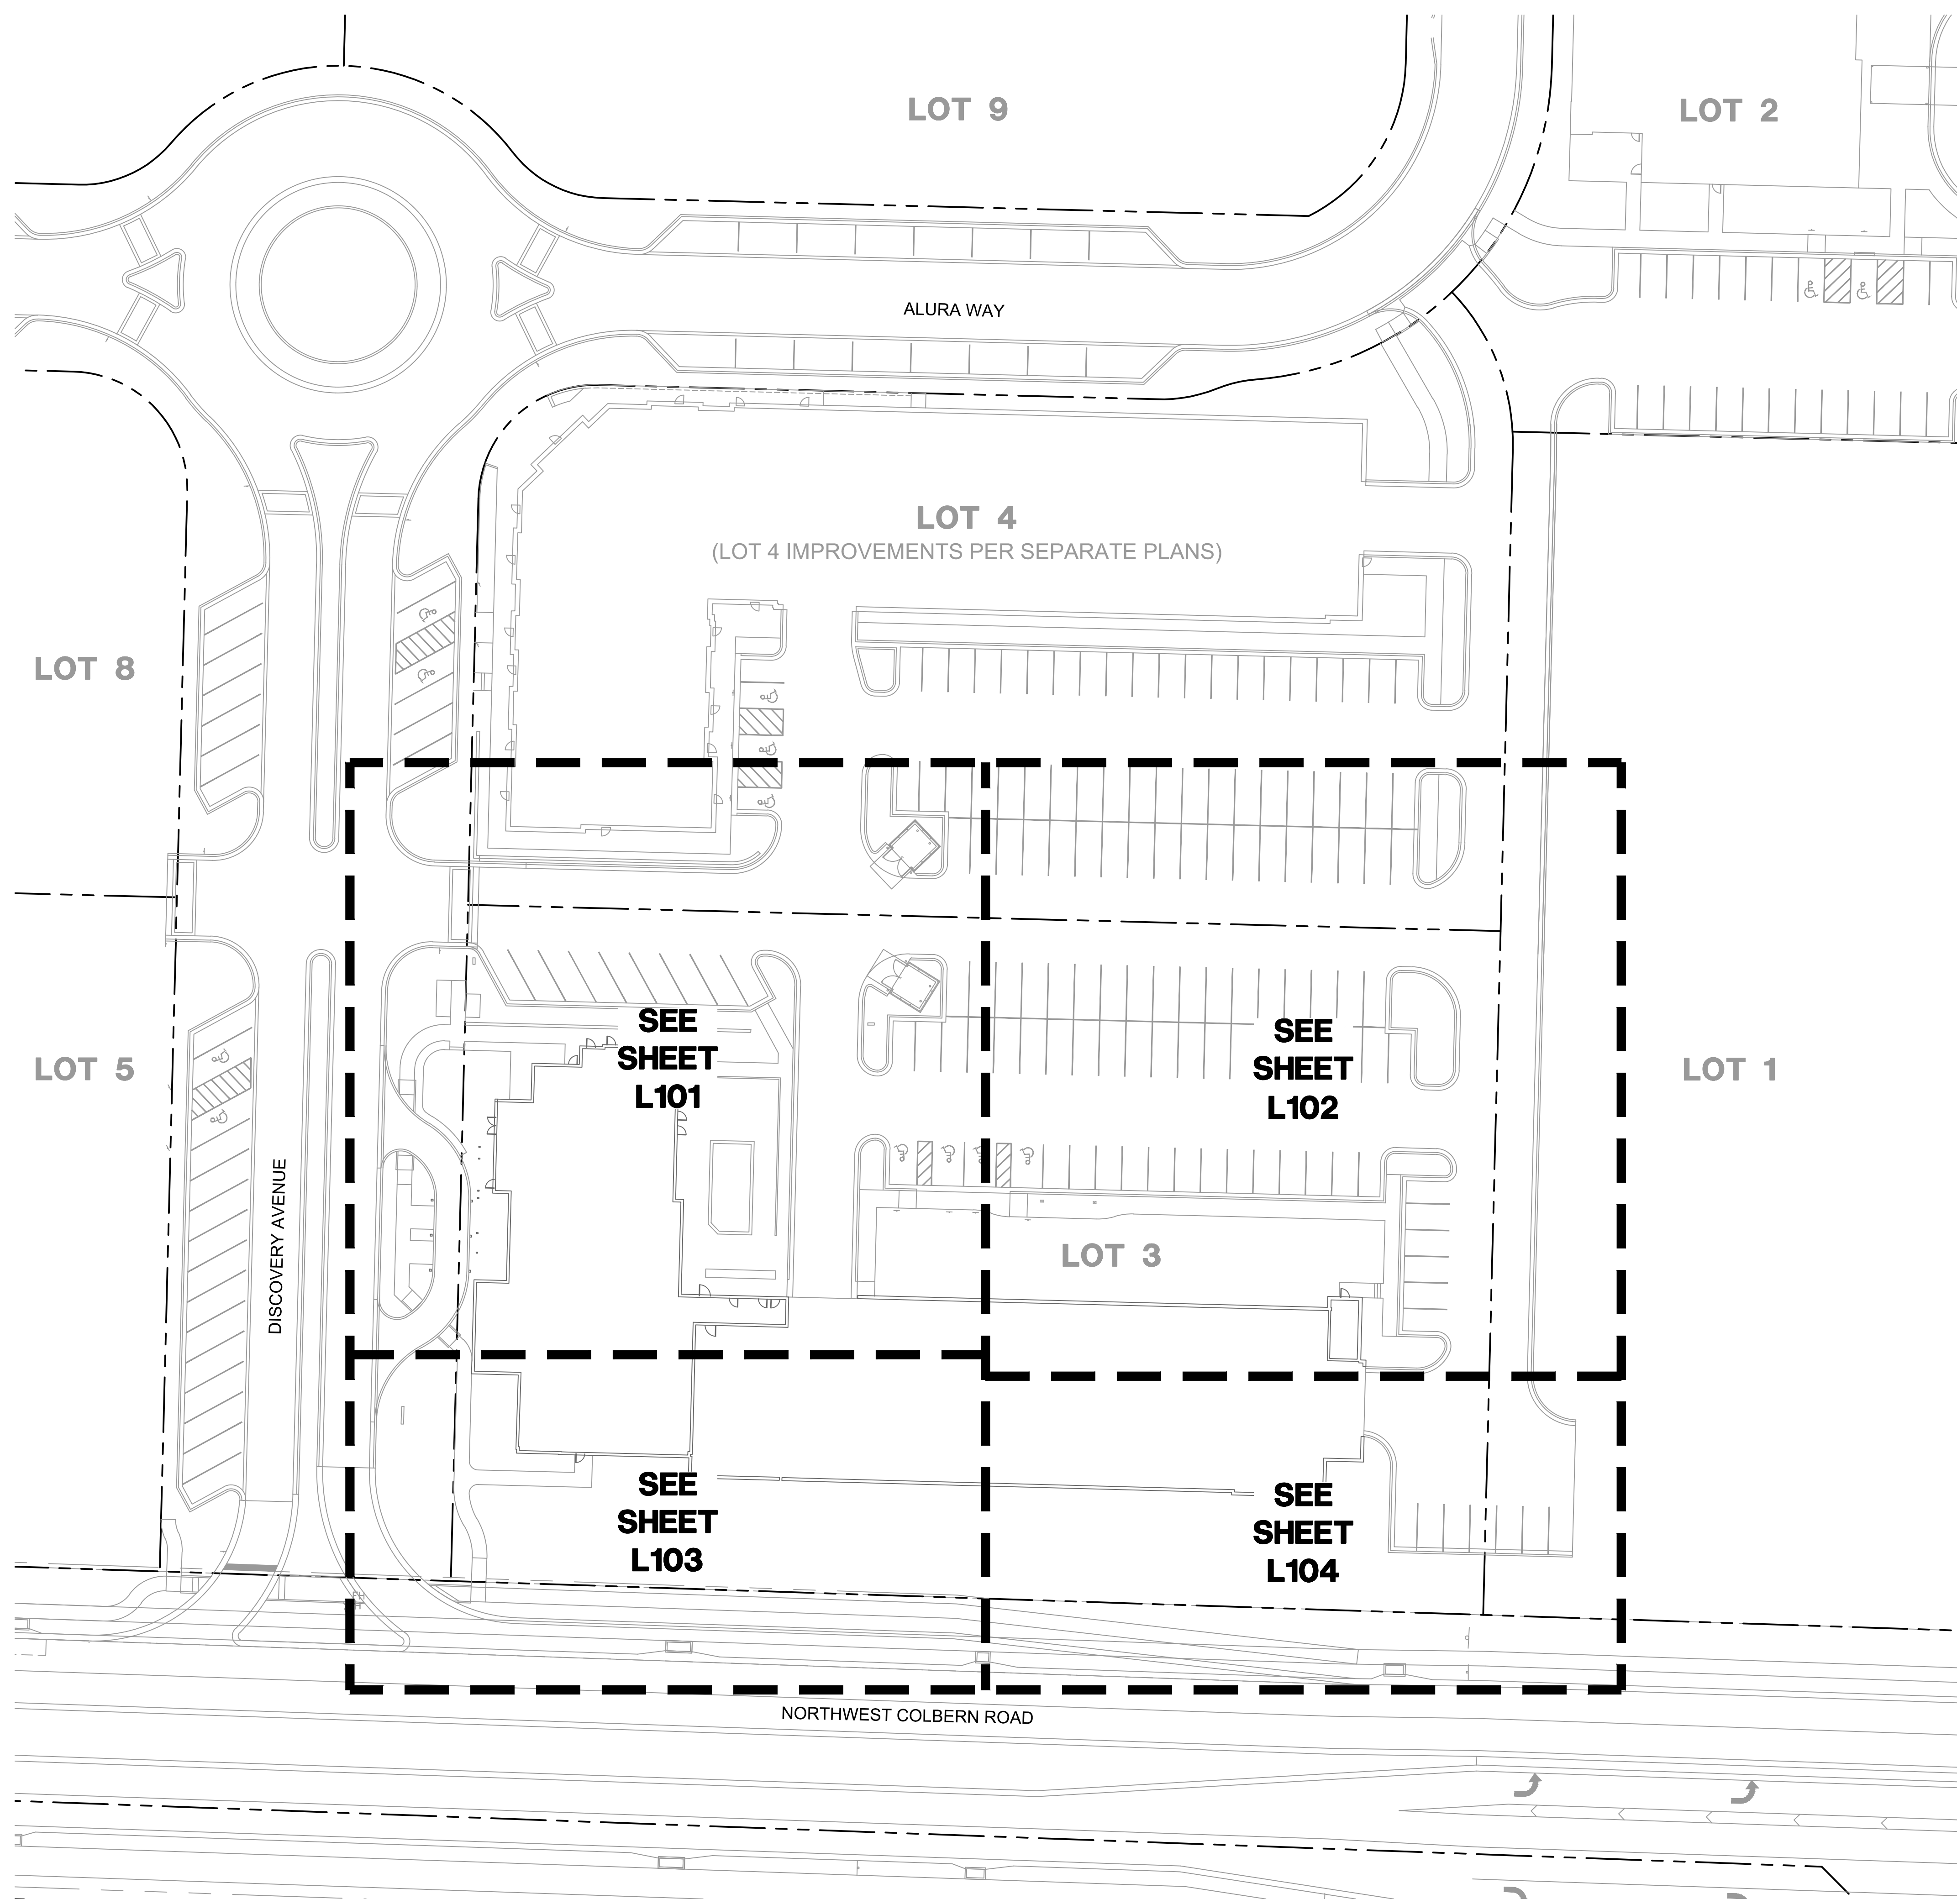 LOT 9
LOT 2
ALURA WAY
LOT 4
(LOT 4 IMPROVEMENTS PER SEPARATE PLANS)
LOT 8
SEE
SHEET
L101
SEE
SHEET
L102
LOT 5
LOT 1
DISCOVERY AVENUE
LOT 3
SEE
SHEET
L103
SEE
SHEET
L104
NORTHWEST COLBERN ROAD